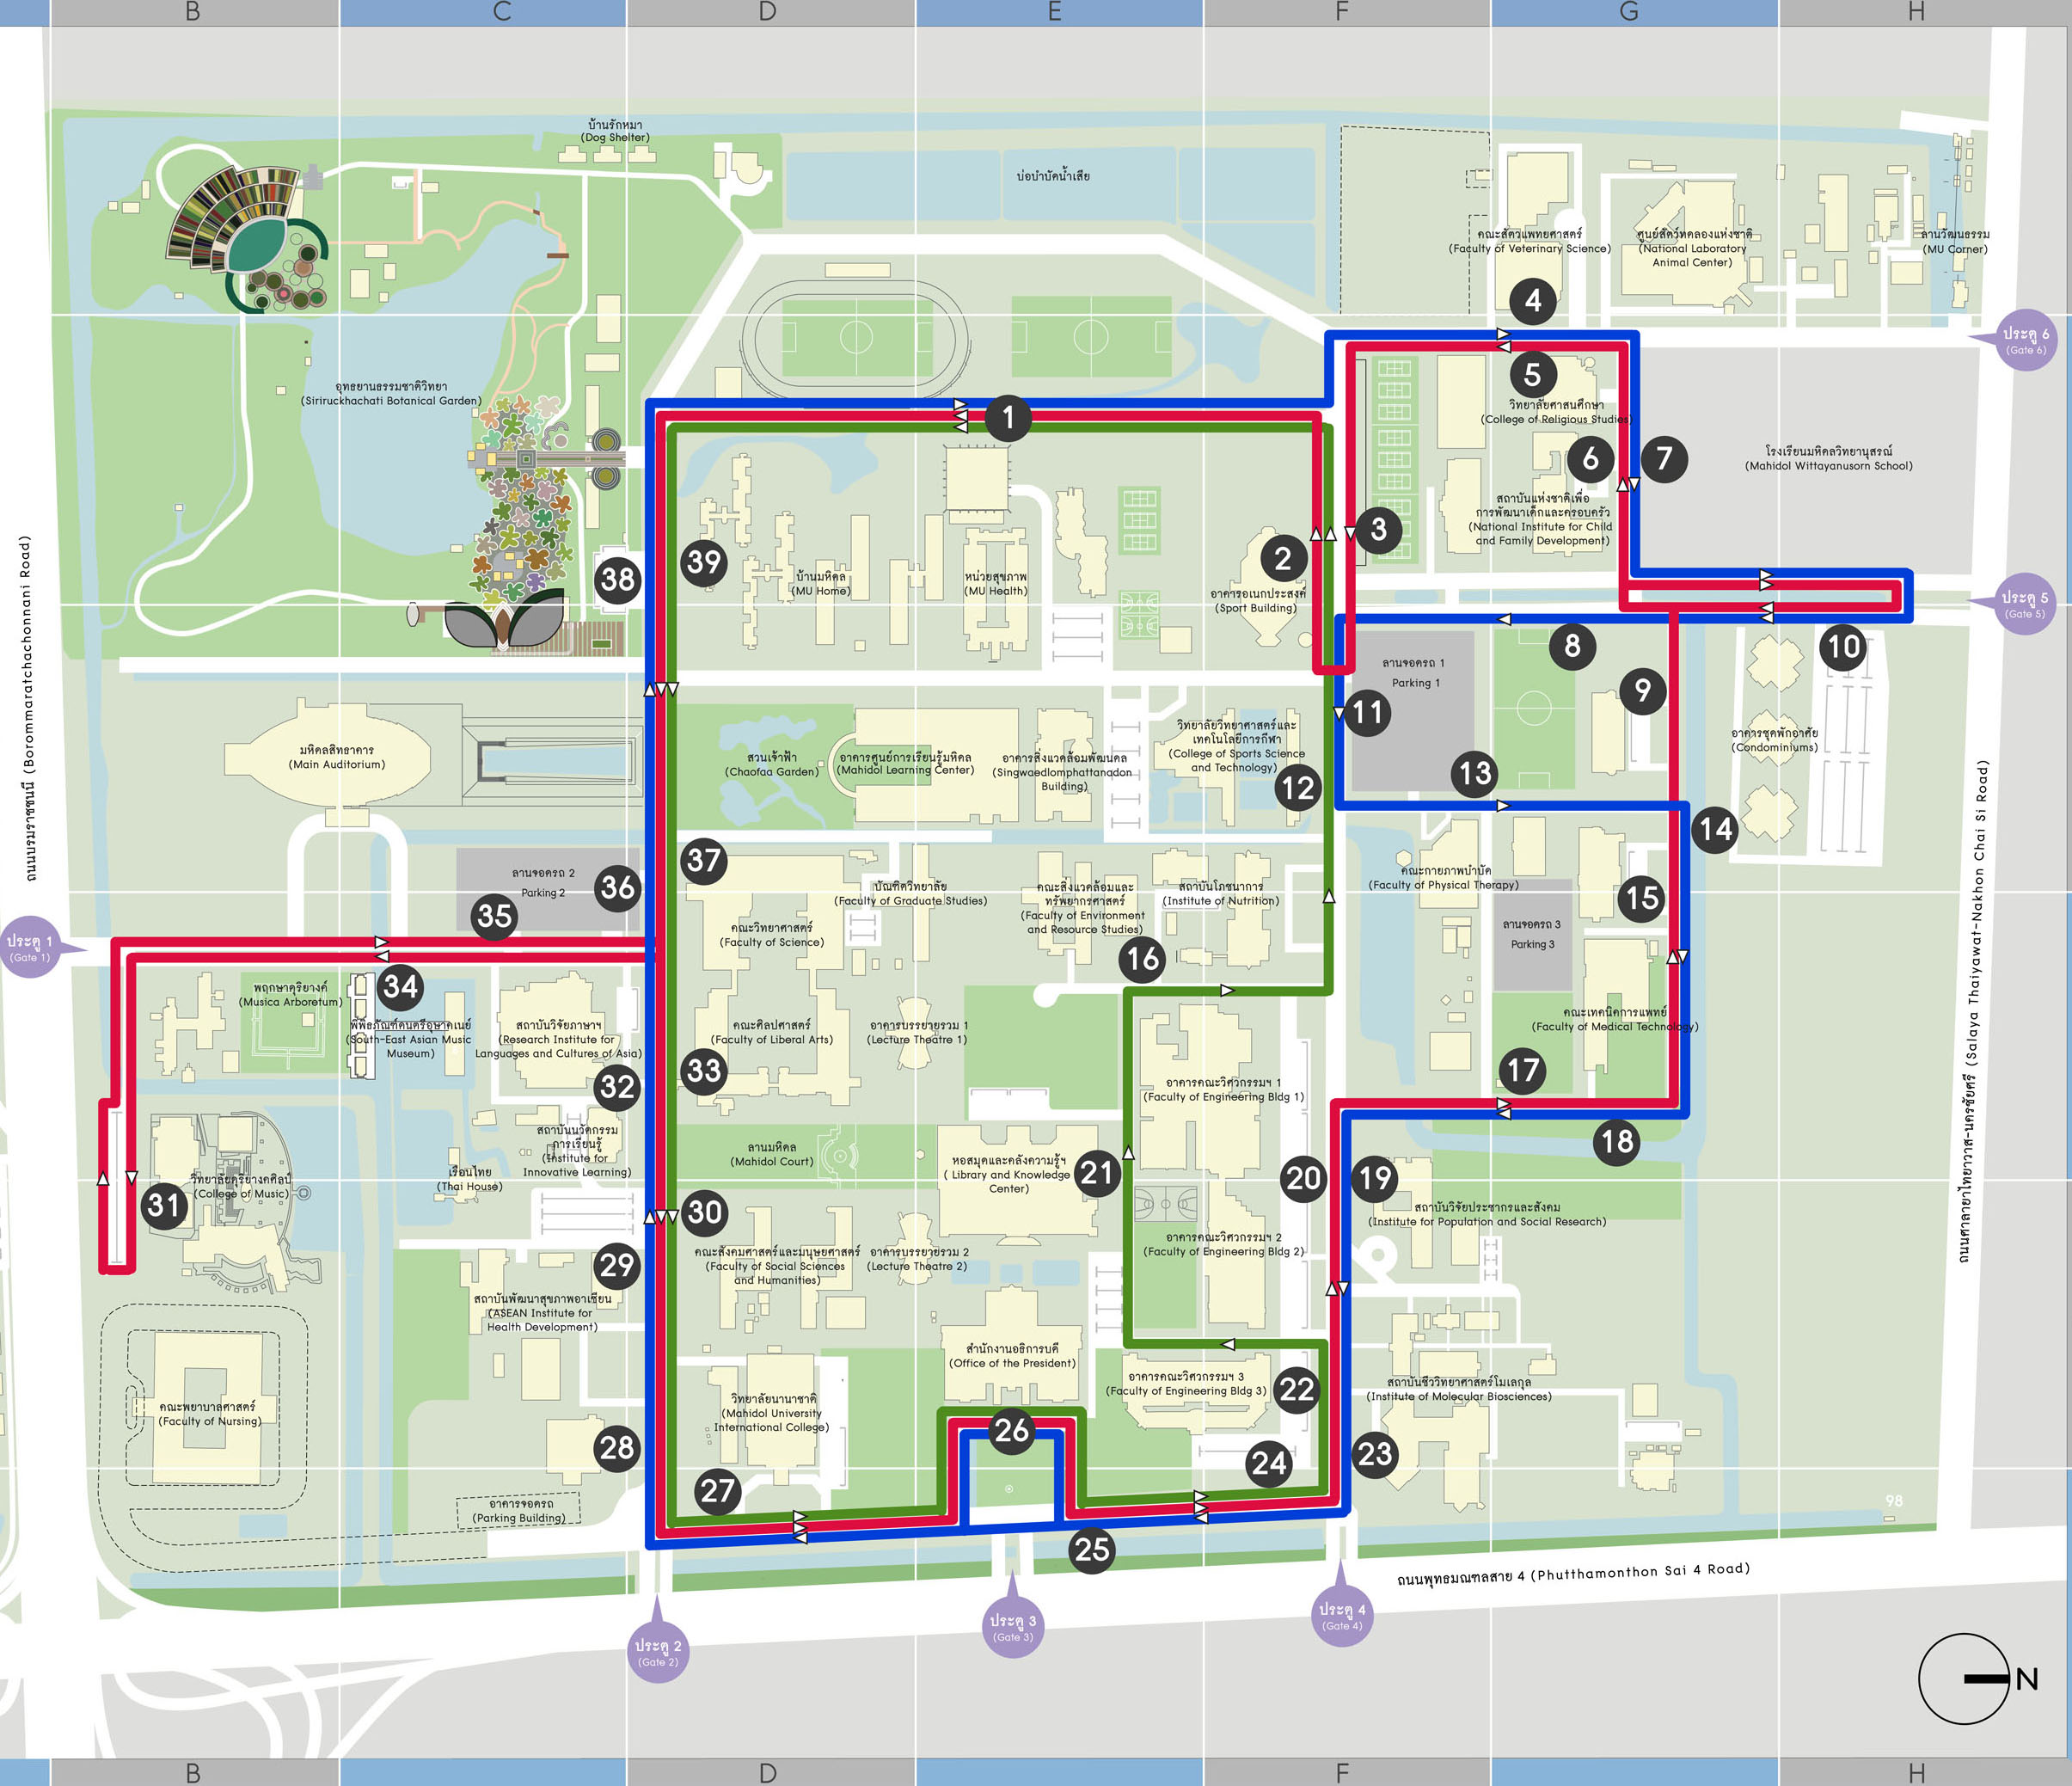 B C D E F G H
บ้านรักหมา
(Dog Shelter)
บ่อบำบัดน้ำเสีย
คณะสัตวแพทยศาสตร์
(Faculty of Veterinary Science)
ศูนย์สัตว์ทดลองแห่งชาติ
(National Laboratory
Animal Center)
ลานวัฒนธรรม
(MU Corner)
4
ประตู 6
(Gate 6)
อุทยานธรรมชาติวิทยา
(Siriruckhachati Botanical Garden)
1
5
วิทยาลัยศาสนศึกษา
(College of Religious Studies)
6
7
โรงเรียนมหิดลวิทยานุสรณ์
(Mahidol Wittayanusorn School)
สถาบันแห่งชาติเพื่อ
การพัฒนาเด็กและครอบครัว
(National Institute for Child
and Family Development)
3
2
39
38
บ้านมหิดล
(MU Home)
หน่วยสุขภาพ
(MU Health)
อาคารอเนกประสงค์
(Sport Building)
ประตู 5
(Gate 5)
ถนนบรมราชชนนี (Borommaratchachonnani Road)
8
10
ลานจอดรถ 1
Parking 1
9
11
มหิดลสิทธาคาร
(Main Auditorium)
สวนเจ้าฟ้า
(Chaofaa Garden)
อาคารศูนย์การเรียนรู้มหิดล
(Mahidol Learning Center)
อาคารสิ่งแวดล้อมพัฒนดล
(Singwaedlomphattanadon
Building)
วิทยาลัยวิทยาศาสตร์และ
เทคโนโลยีการกีฬา
(College of Sports Science
and Technology)
12
13
อาคารชุดพักอาศัย
(Condominiums)
14
37
ลานจอดรถ 2
Parking 2
36
35
บัณฑิตวิทยาลัย
(Faculty of Graduate Studies)
คณะสิ่งแวดล้อมและ
ทรัพยากรศาสตร์
(Faculty of Environment
and Resource Studies)
สถาบันโภชนาการ
(Institute of Nutrition)
คณะกายภาพบำบัด
(Faculty of Physical Therapy)
15
ลานจอดรถ 3
Parking 3
คณะวิทยาศาสตร์
(Faculty of Science)
ประตู 1
(Gate 1)
16
34
พฤกษาดุริยางค์
(Musica Arboretum)
พิพิธภัณฑ์ดนตรีอุษาคเนย์
(South-East Asian Music
Museum)
สถาบันวิจัยภาษาฯ
(Research Institute for
Languages and Cultures of Asia)
คณะศิลปศาสตร์
(Faculty of Liberal Arts)
อาคารบรรยายรวม 1
(Lecture Theatre 1)
คณะเทคนิคการแพทย์
(Faculty of Medical Technology)
17
33
32
อาคารคณะวิศวกรรมฯ 1
(Faculty of Engineering Bldg 1)
ถนนศาลายาไทยาวาส-นครชัยศรี (Salaya Thaiyawat-Nakhon Chai Si Road)
18
สถาบันนวัตกรรม
การเรียนรู้
(Institute for
Innovative Learning)
ลานมหิดล
(Mahidol Court)
หอสมุดและคลังความรู้ฯ
( Library and Knowledge
Center)
21
20
19
เรือนไทย
(Thai House)
วิทยาลัยดุริยางคศิลป์
(College of Music)
31
30
สถาบันวิจัยประชากรและสังคม
(Institute for Population and Social Research)
อาคารคณะวิศวกรรมฯ 2
(Faculty of Engineering Bldg 2)
คณะสังคมศาสตร์และมนุษยศาสตร์
(Faculty of Social Sciences
and Humanities)
อาคารบรรยายรวม 2
(Lecture Theatre 2)
29
สถาบันพัฒนาสุขภาพอาเซียน
(ASEAN Institute for
Health Development)
สำนักงานอธิการบดี
(Office of the President)
อาคารคณะวิศวกรรมฯ 3
(Faculty of Engineering Bldg 3)
22
สถาบันชีววิทยาศาสตร์โมเลกุล
(Institute of Molecular Biosciences)
คณะพยาบาลศาสตร์
(Faculty of Nursing)
วิทยาลัยนานาชาติ
(Mahidol University
International College)
26
28
23
24
27
อาคารจอดรถ
(Parking Building)
98
25
ถนนพุทธมณฑลสาย 4 (Phutthamonthon Sai 4 Road)
ประตู 2
(Gate 2)
ประตู 3
(Gate 3)
ประตู 4
(Gate 4)
N
B C D E F G H